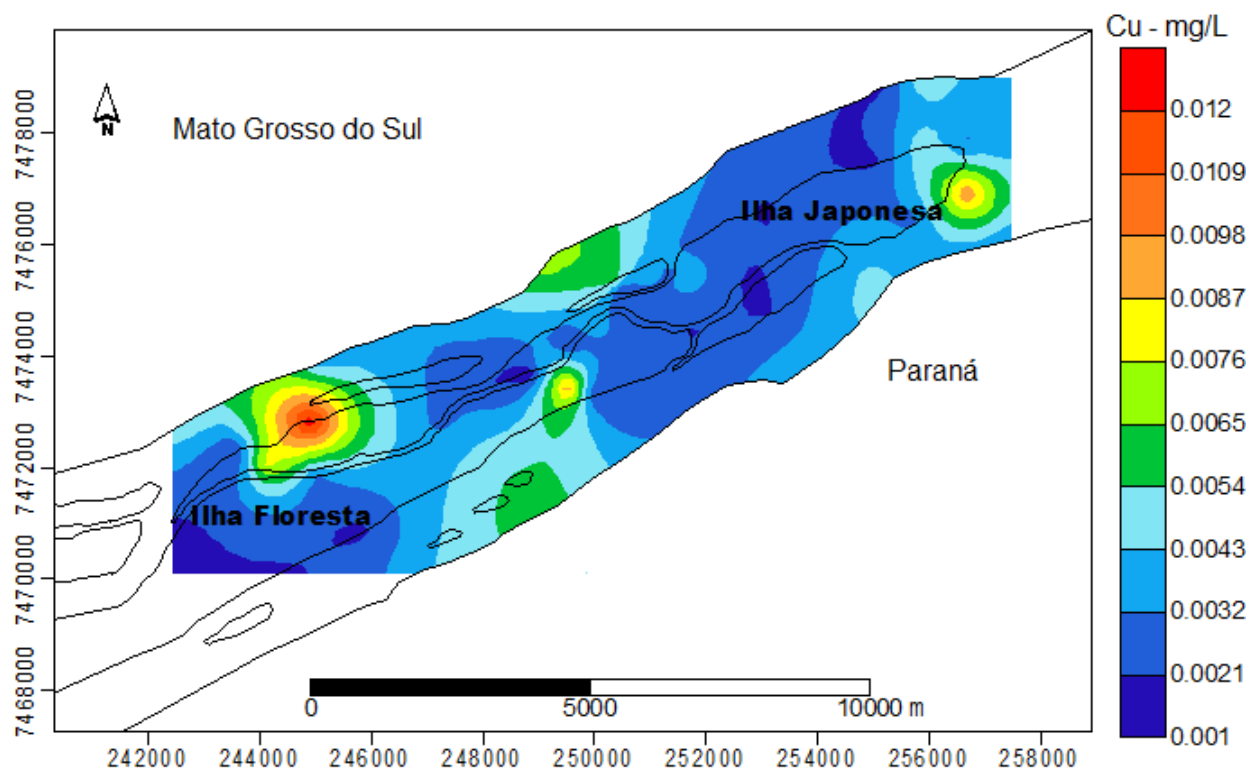 Cu - mg/L
0.012
0.0109
0.0098
0.0087
0.0076
0.0065
0.0054
0.0043
0.0032
0.0021
0.001
N
Mato Grosso do Sul
Ilha Japonesa
Paraná
Ilha Floresta
0 5000 10000 m
7478000
7476000
7474000
7472000
7470000
7468000
242000 244000 246000 248000 250000 252000 254000 256000 258000